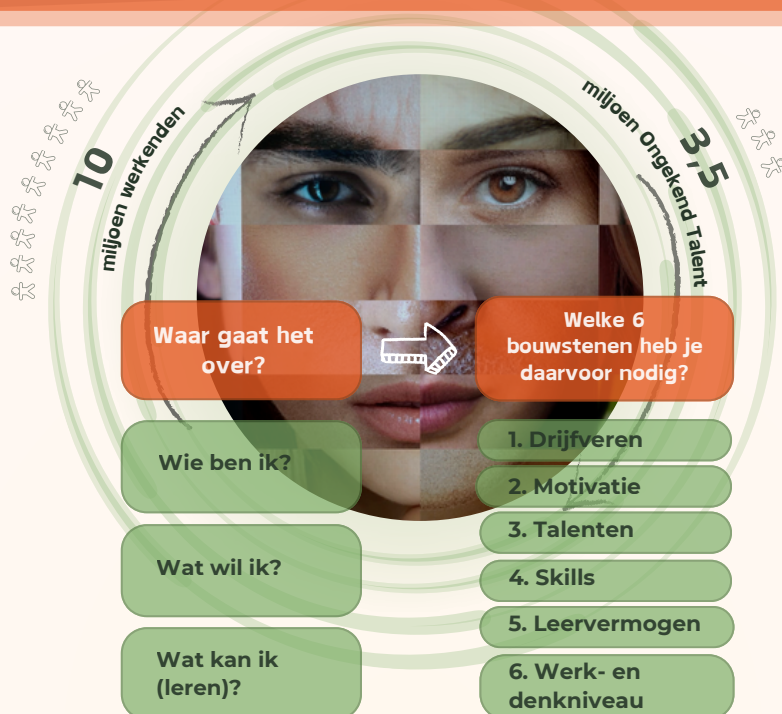 10
miljoen werkenden
3,5
miljoen Ongekend Talent
Waar gaat het
over?
Wie ben ik?
Wat wil ik?
Wat kan ik
(leren)?
Welke 6
bouwstenen heb je
daarvoor nodig?
1. Drijfveren
2. Motivatie
3. Talenten
4. Skills
5. Leervermogen
6. Werk- en
denkniveau